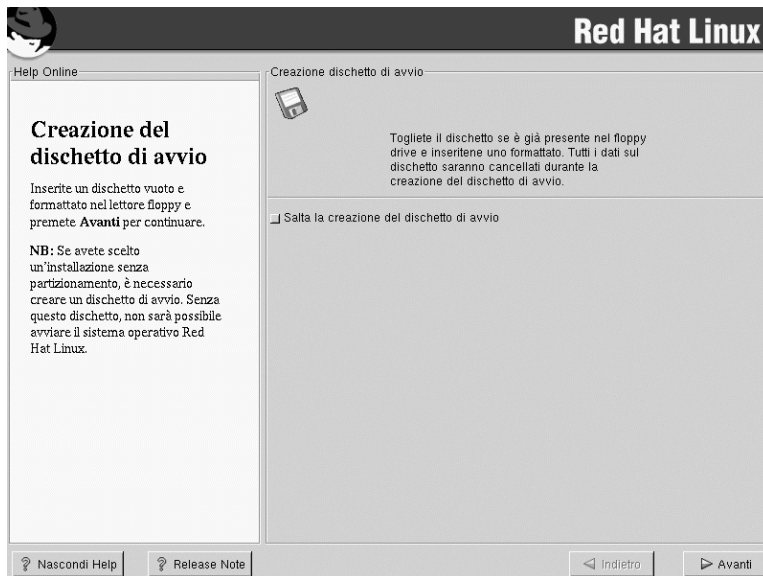 Red Hat Linux
Help Online
Creazione del
dischetto di avvio
Inserite un dischetto vuoto e
formattato nel lettore floppy e
premete Avanti per continuare.
NB: Se avete scelto
un'installazione senza
partizionamento, è necessario
creare un dischetto di avvio. Senza
questo dischetto, non sarà possibile
avviare il sistema operativo Red
Hat Linux.
Creazione dischetto di avvio
Togliete il dischetto se è già presente nel floppy
drive e inseritene uno formattato. Tutti i dati sul
dischetto saranno cancellati durante la
creazione del dischetto di avvio.
Salta la creazione del dischetto di avvio
? Nascondi Help
? Release Note
Indietro
Avanti